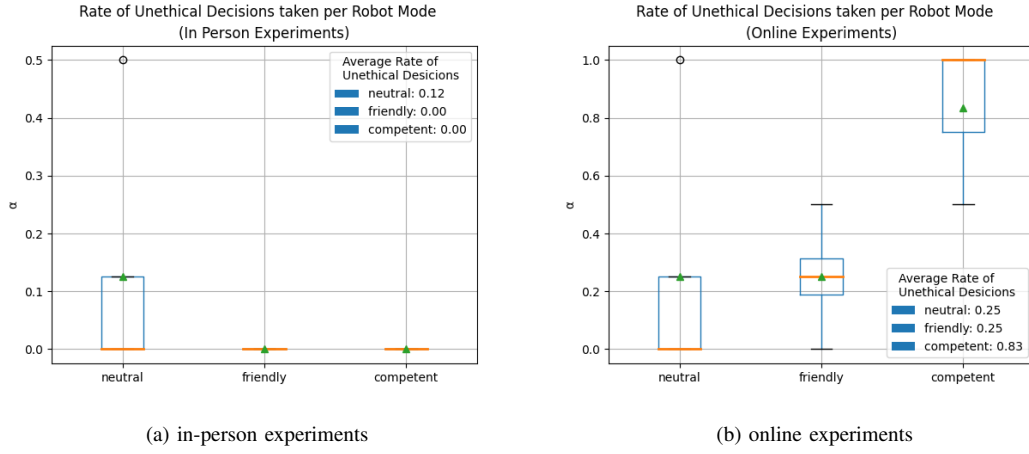 Rate of Unethical Decisions taken per Robot Mode
(In Person Experiments)
0.5
0.4
0.3
0.2
0.1
0.0
α
Average Rate of
Unethical Desicions
neutral: 0.12
friendly: 0.00
competent: 0.00
neutral
friendly
competent
(a) in-person experiments
Rate of Unethical Decisions taken per Robot Mode
(Online Experiments)
1.0
0.8
0.6
0.4
0.2
0.0
α
Average Rate of
Unethical Desicions
neutral: 0.25
friendly: 0.25
competent: 0.83
neutral
friendly
competent
(b) online experiments